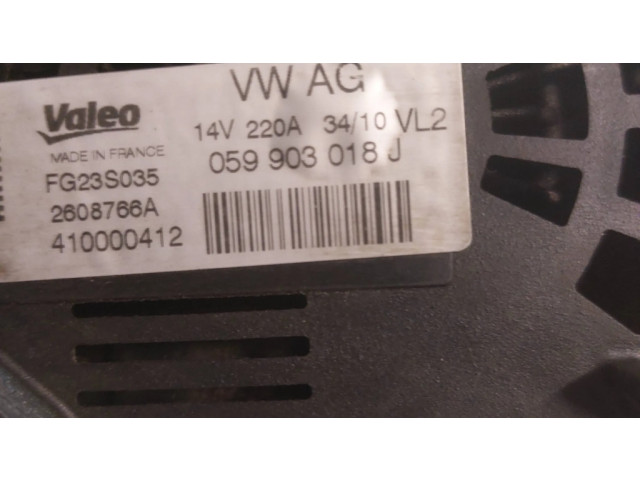 VW AG
Valeo
14V 220A 34/10 VL2
MADE IN FRANCE
059 903 018 J
FG23S035
2608766A
410000412